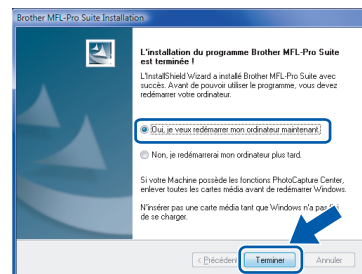 Brother MFL-Pro Suite Installation
L'installation du programme Brother MFL-Pro Suite
est terminée !
L'InstallShield Wizard a installé Brother MFL-Pro Suite avec
succès. Avant de pouvoir utiliser le programme, vous devez
redémarrer votre ordinateur.
Oui, je veux redémarrer mon ordinateur maintenant.
Non, je redémarrerai mon ordinateur plus tard.
Si votre Machine possède les fonctions PhotoCapture Center,
enlever toutes les cartes média avant de redémarrer Windows.
N'insérer pas une carte média tant que Windows n'a pas fini
de se charger.
< Précédent Terminer Annuler